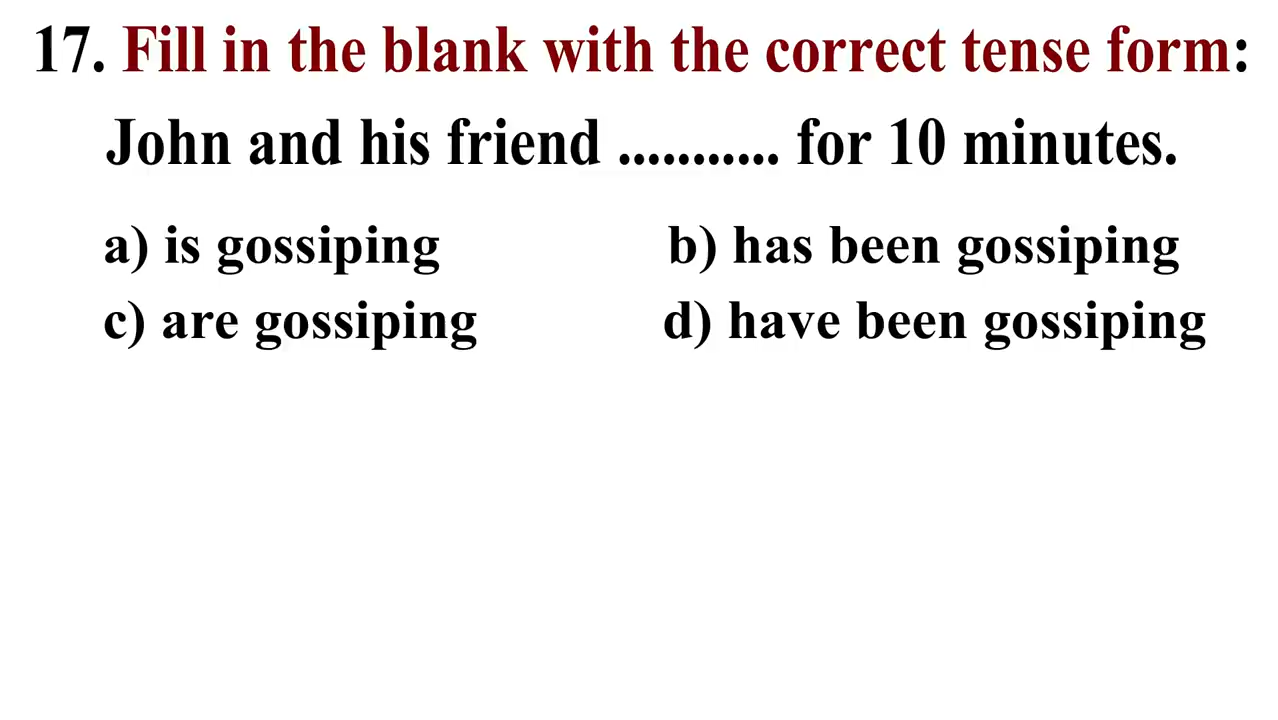 17. Fill in the blank with the correct tense form:
John and his friend ........... for 10 minutes.
a) is gossiping b) has been gossiping
c) are gossiping d) have been gossiping